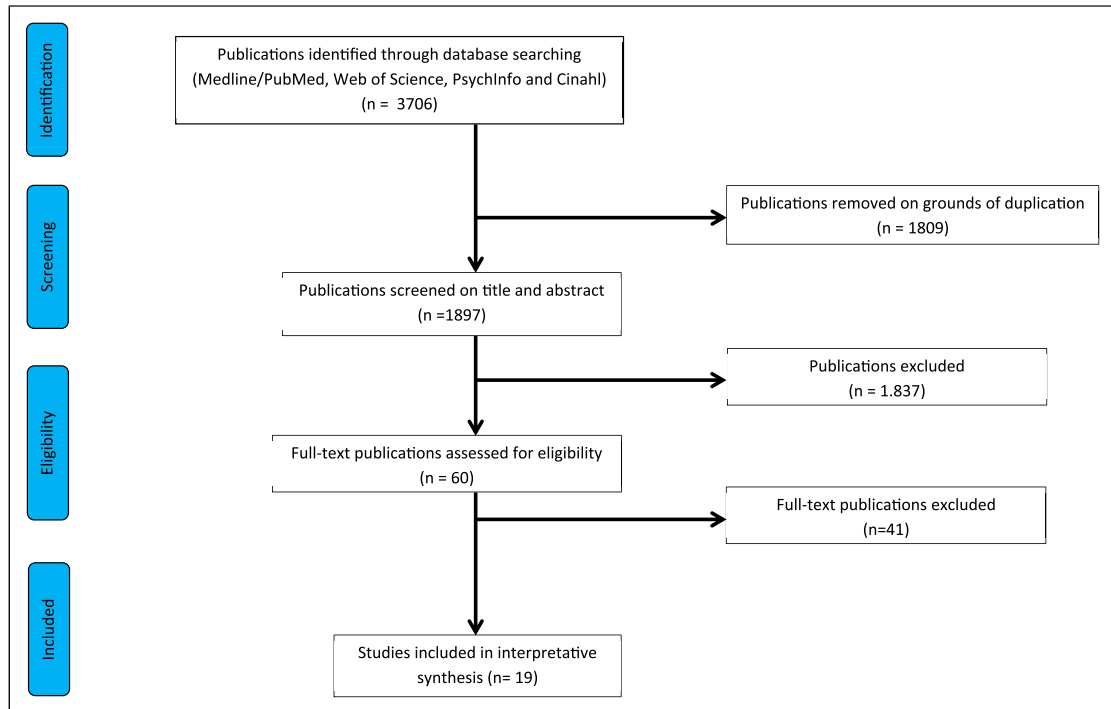 Identification
Publications identified through database searching
(Medline/PubMed, Web of Science, PsychInfo and Cinahl)
(n = 3706)
Screening
Publications removed on grounds of duplication
(n = 1809)
Publications screened on title and abstract
(n =1897)
Eligibility
Publications excluded
(n = 1.837)
Full-text publications assessed for eligibility
(n = 60)
Full-text publications excluded
(n=41)
Included
Studies included in interpretative
synthesis (n= 19)